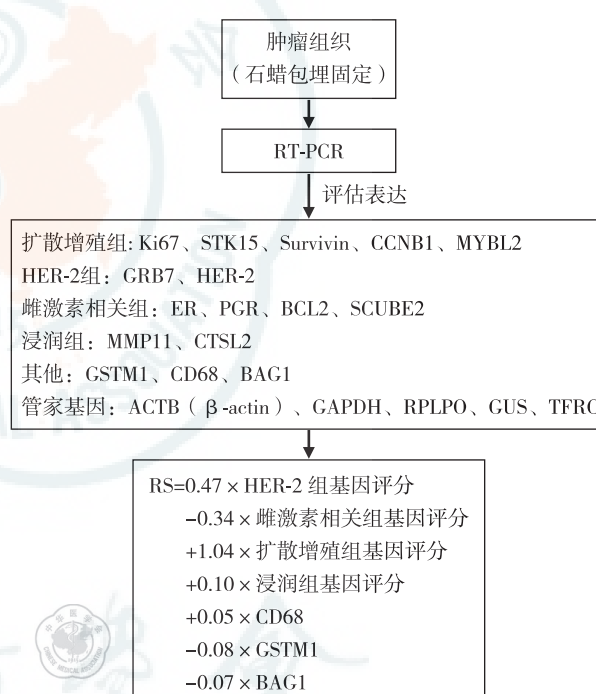 肿瘤组织
（石蜡包埋固定）
RT-PCR
评估表达
扩散增殖组: Ki67、STK15、Survivin、CCNB1、MYBL2
HER-2组：GRB7、HER-2
雌激素相关组：ER、PGR、BCL2、SCUBE2
浸润组：MMP11、CTSL2
其他：GSTM1、CD68、BAG1
管家基因：ACTB（β-actin）、GAPDH、RPLPO、GUS、TFRC
RS=0.47×HER-2 组基因评分
-0.34×雌激素相关组基因评分
+1.04×扩散增殖组基因评分
+0.10×浸润组基因评分
+0.05×CD68
-0.08×GSTM1
-0.07×BAG1